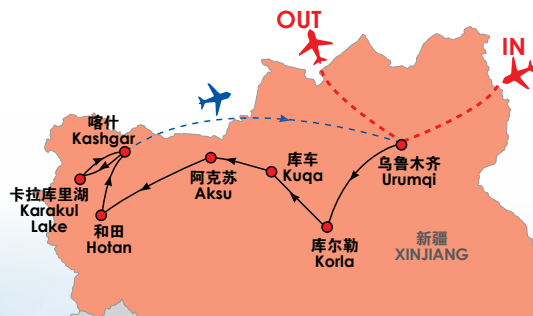 OUT
IN
喀什
Kashgar
卡拉库里湖
Karakul
Lake
和田
Hotan
阿克苏
Aksu
库车
Kuqa
乌鲁木齐
Urumqi
库尔勒
Korla
新疆
XINJIANG